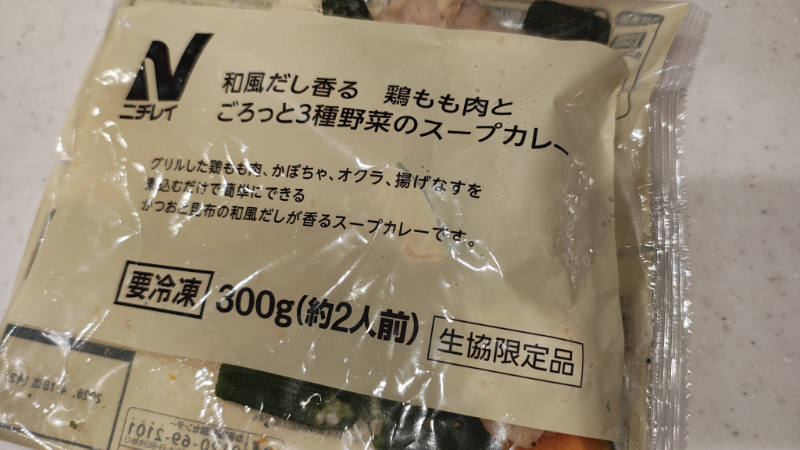 ニチレイ
和風だし香る 鶏もも肉と
ごろっと3種野菜のスープカレー
グリルした鶏もも肉、かぼちゃ、オクラ、揚げなすを
煮込むだけで簡単にできる
かつおと昆布の和風だしが香るスープカレーです。
要冷凍
300g(約2人前)
生協限定品